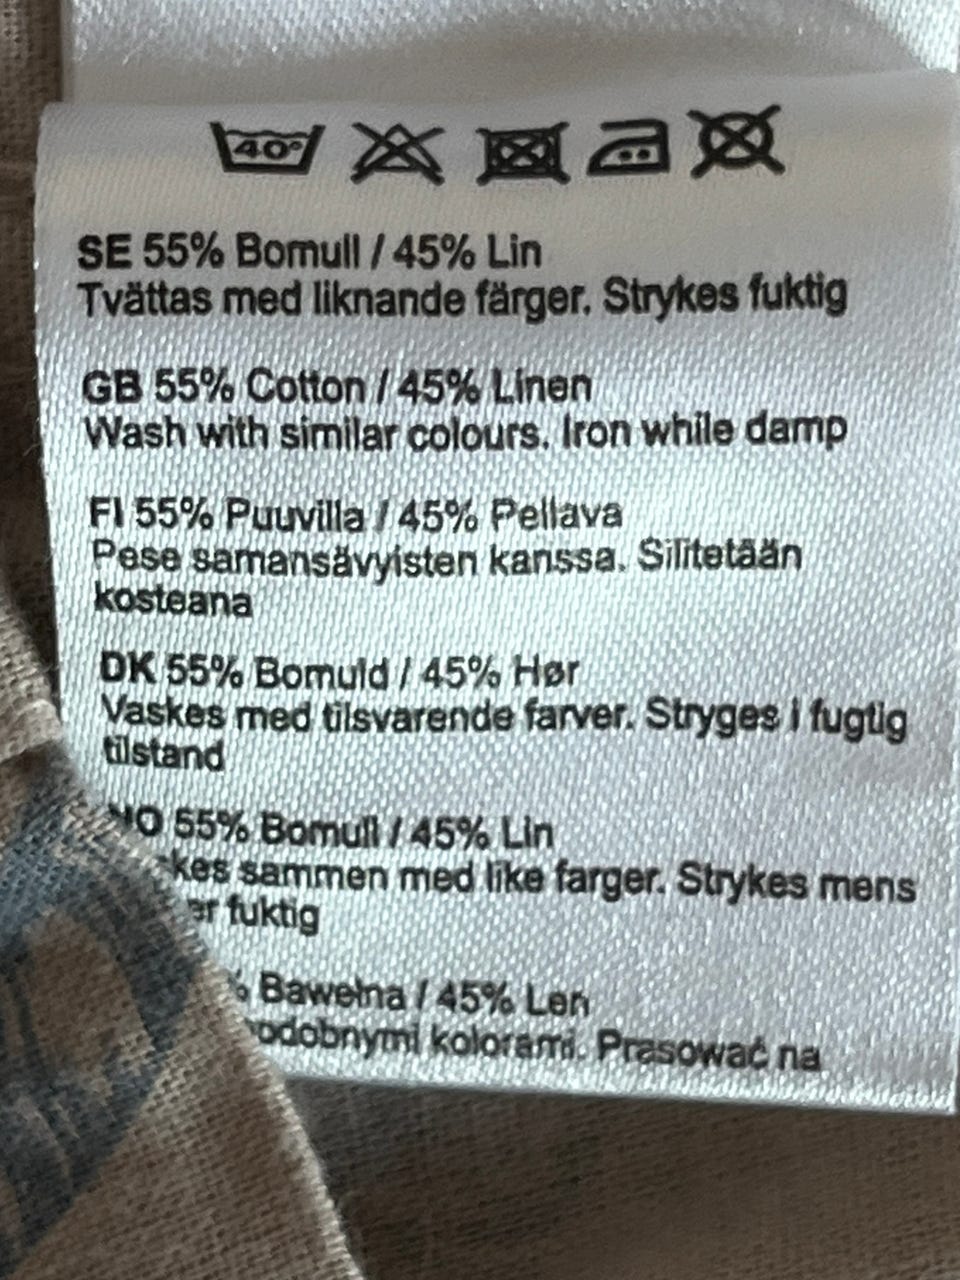 40°
SE 55% Bomull / 45% Lin
Tvättas med liknande färger. Strykes fuktig
GB 55% Cotton / 45% Linen
Wash with similar colours. Iron while damp
FI 55% Puuvilla / 45% Pellava
Pese samansävyisten kanssa. Silitetään
kosteana
DK 55% Bomuld / 45% Hør
Vaskes med tilsvarende farver. Stryges i fugtig
tilstand
NO 55% Bomull / 45% Lin
sammen med like farger. Strykes mens
fuktig
Bawełna / 45% Len
kolorami. Prasować na